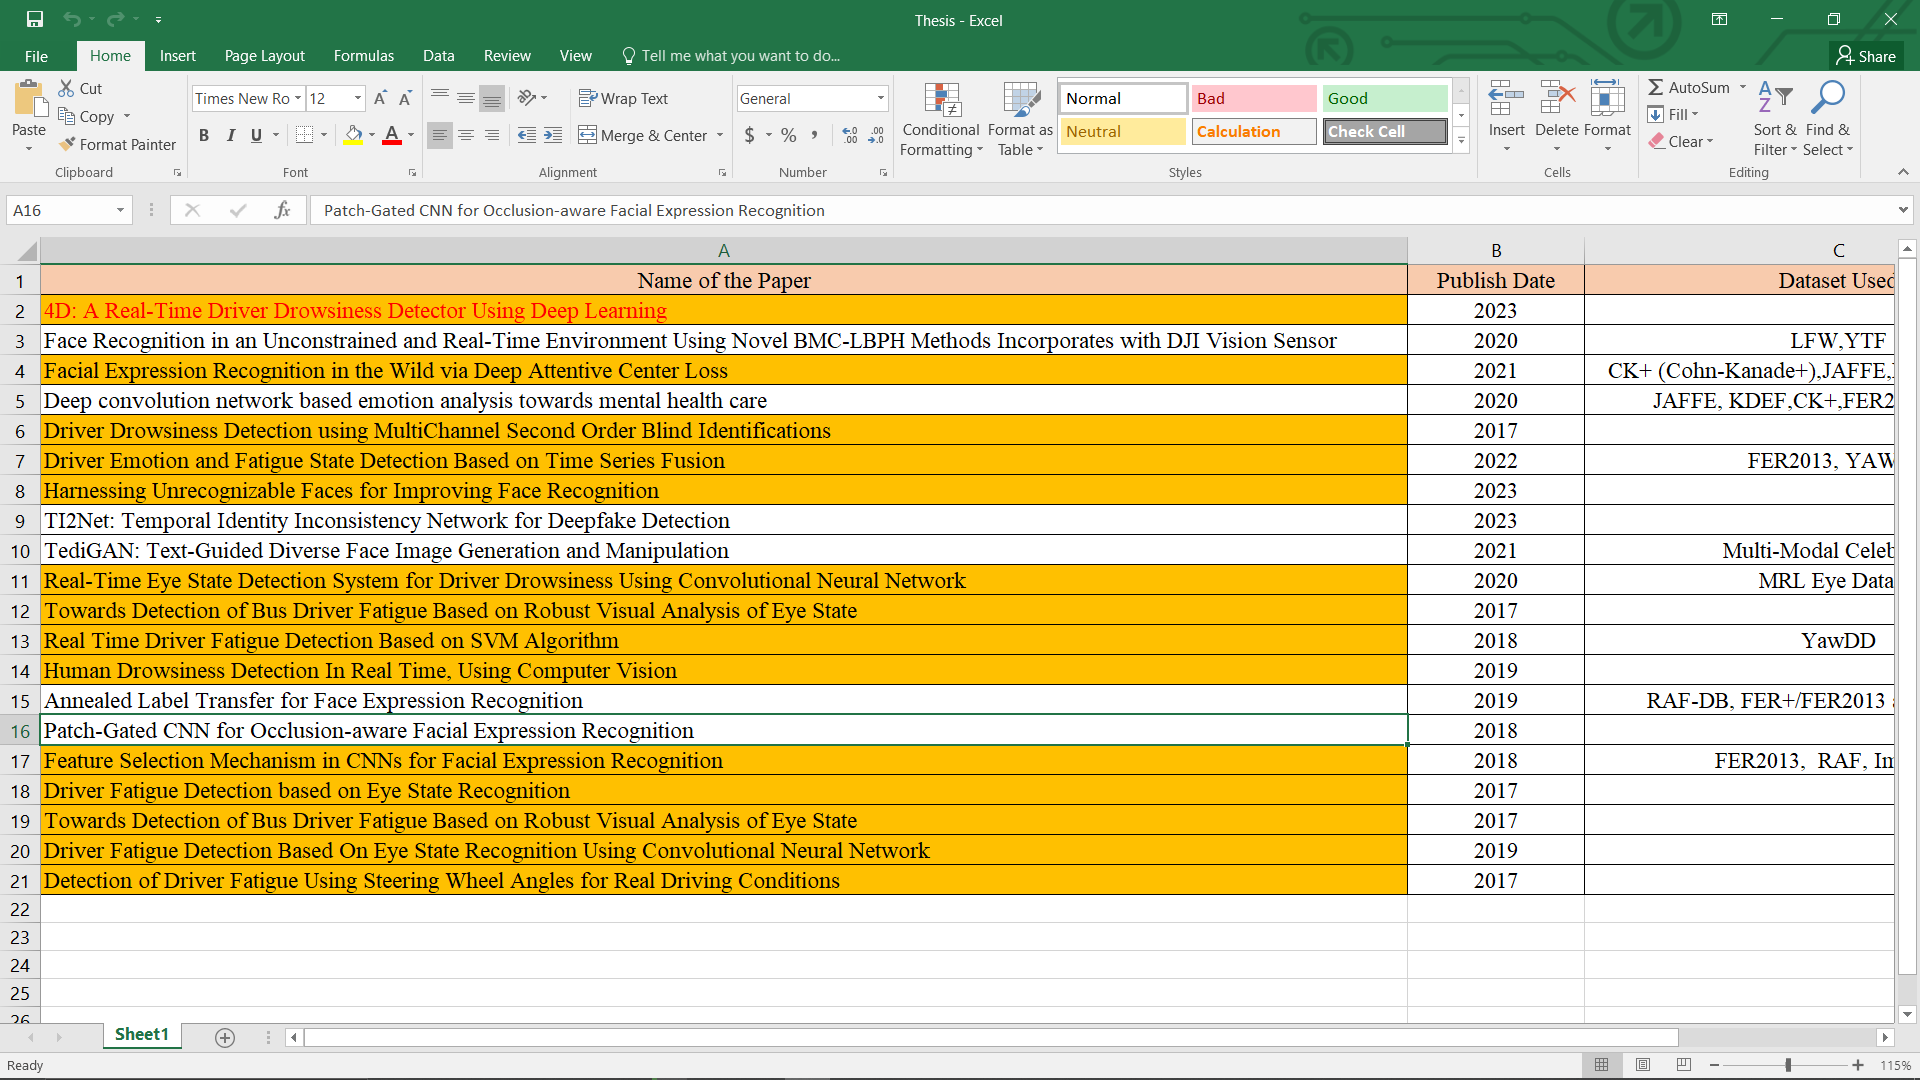 Thesis - Excel
File Home Insert Page Layout Formulas Data Review View Tell me what you want to do... Share
Paste Cut Copy Format Painter Clipboard
Times New Ro 12 A A B I U A Font
Wrap Text Merge & Center Alignment
General $ % , .00 Number
Conditional Formatting Format as Table
Normal Bad Good
Neutral Calculation Check Cell
Styles
Insert Delete Format Cells
AutoSum Fill Clear Sort & Filter Find & Select Editing
A16 fx Patch-Gated CNN for Occlusion-aware Facial Expression Recognition
A B C
1 Name of the Paper Publish Date Dataset Used
2 4D: A Real-Time Driver Drowsiness Detector Using Deep Learning 2023
3 Face Recognition in an Unconstrained and Real-Time Environment Using Novel BMC-LBPH Methods Incorporates with DJI Vision Sensor 2020 LFW,YTF
4 Facial Expression Recognition in the Wild via Deep Attentive Center Loss 2021 CK+ (Cohn-Kanade+),JAFFE,
5 Deep convolution network based emotion analysis towards mental health care 2020 JAFFE, KDEF,CK+,FER2
6 Driver Drowsiness Detection using MultiChannel Second Order Blind Identifications 2017
7 Driver Emotion and Fatigue State Detection Based on Time Series Fusion 2022 FER2013, YAW
8 Harnessing Unrecognizable Faces for Improving Face Recognition 2023
9 TI2Net: Temporal Identity Inconsistency Network for Deepfake Detection 2023
10 TediGAN: Text-Guided Diverse Face Image Generation and Manipulation 2021 Multi-Modal Celeb
11 Real-Time Eye State Detection System for Driver Drowsiness Using Convolutional Neural Network 2020 MRL Eye Data
12 Towards Detection of Bus Driver Fatigue Based on Robust Visual Analysis of Eye State 2017
13 Real Time Driver Fatigue Detection Based on SVM Algorithm 2018 YawDD
14 Human Drowsiness Detection In Real Time, Using Computer Vision 2019
15 Annealed Label Transfer for Face Expression Recognition 2019 RAF-DB, FER+/FER2013
16 Patch-Gated CNN for Occlusion-aware Facial Expression Recognition 2018
17 Feature Selection Mechanism in CNNs for Facial Expression Recognition 2018 FER2013, RAF, Im
18 Driver Fatigue Detection based on Eye State Recognition 2017
19 Towards Detection of Bus Driver Fatigue Based on Robust Visual Analysis of Eye State 2017
20 Driver Fatigue Detection Based On Eye State Recognition Using Convolutional Neural Network 2019
21 Detection of Driver Fatigue Using Steering Wheel Angles for Real Driving Conditions 2017
22
23
24
25
26
Sheet1
Ready 115%